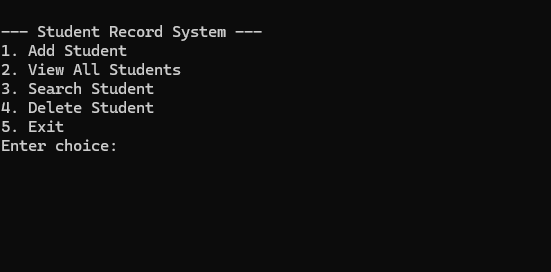 --- Student Record System ---
1. Add Student
2. View All Students
3. Search Student
4. Delete Student
5. Exit
Enter choice: